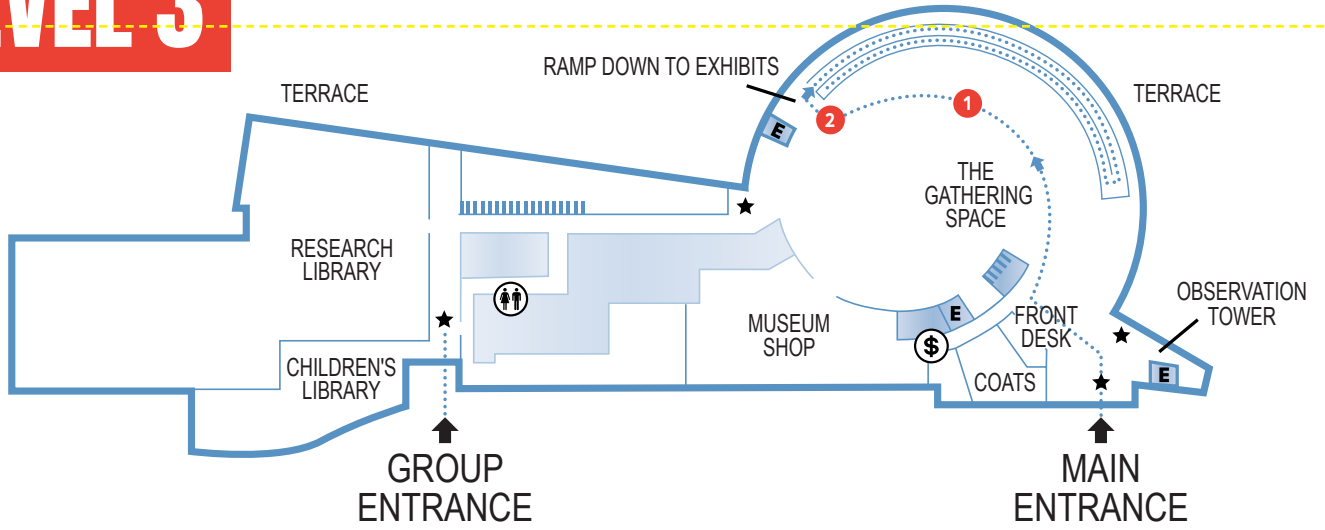 LEVEL 3
RAMP DOWN TO EXHIBITS
TERRACE
TERRACE
1
2
E
THE
GATHERING
SPACE
RESEARCH
LIBRARY
OBSERVATION
TOWER
E
MUSEUM
SHOP
FRONT
DESK
$
CHILDREN'S
LIBRARY
COATS
E
GROUP
ENTRANCE
MAIN
ENTRANCE